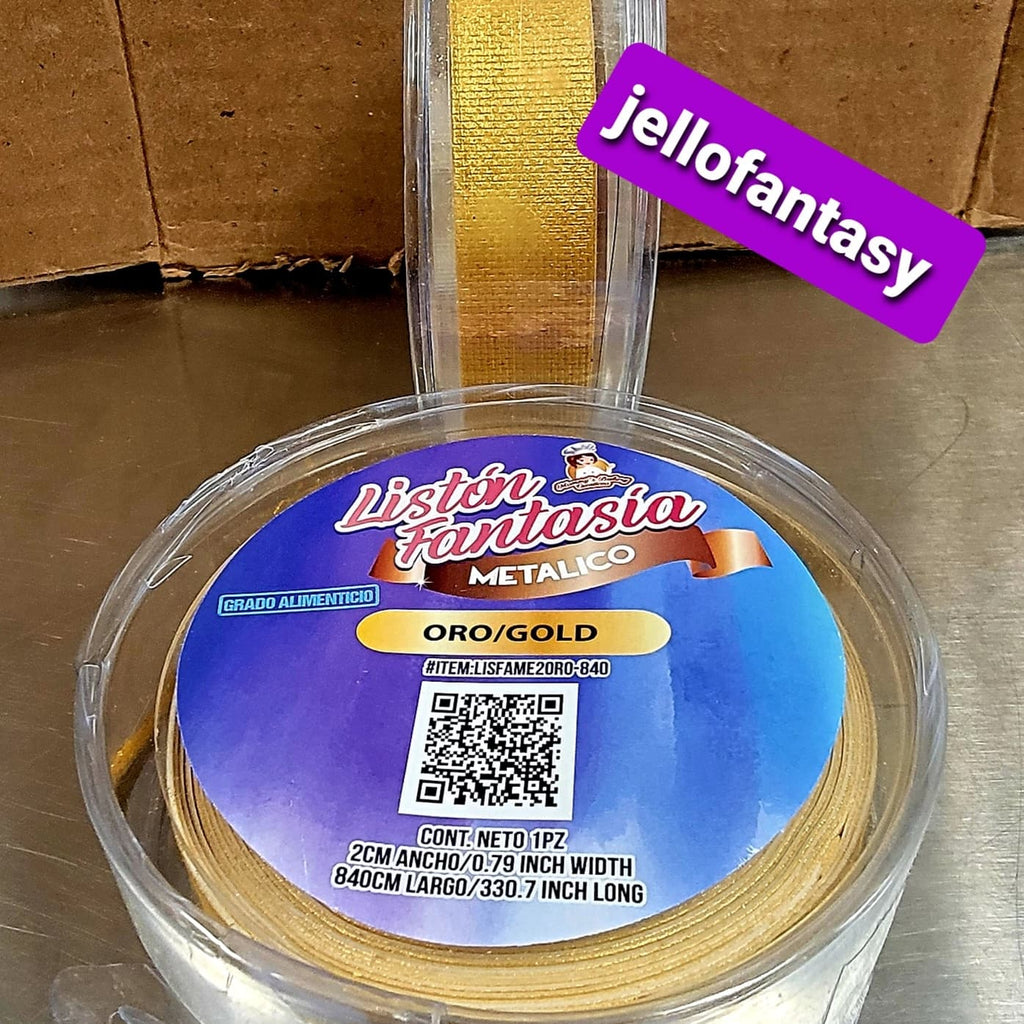 jellofantasy
Listón
Fantasía
METALICO
GRADO ALIMENTICIO
ORO/GOLD
#ITEM:LISFAME2ORO-840
CONT. NETO 1PZ
2CM ANCHO/0.79 INCH WIDTH
840CM LARGO/330.7 INCH LONG